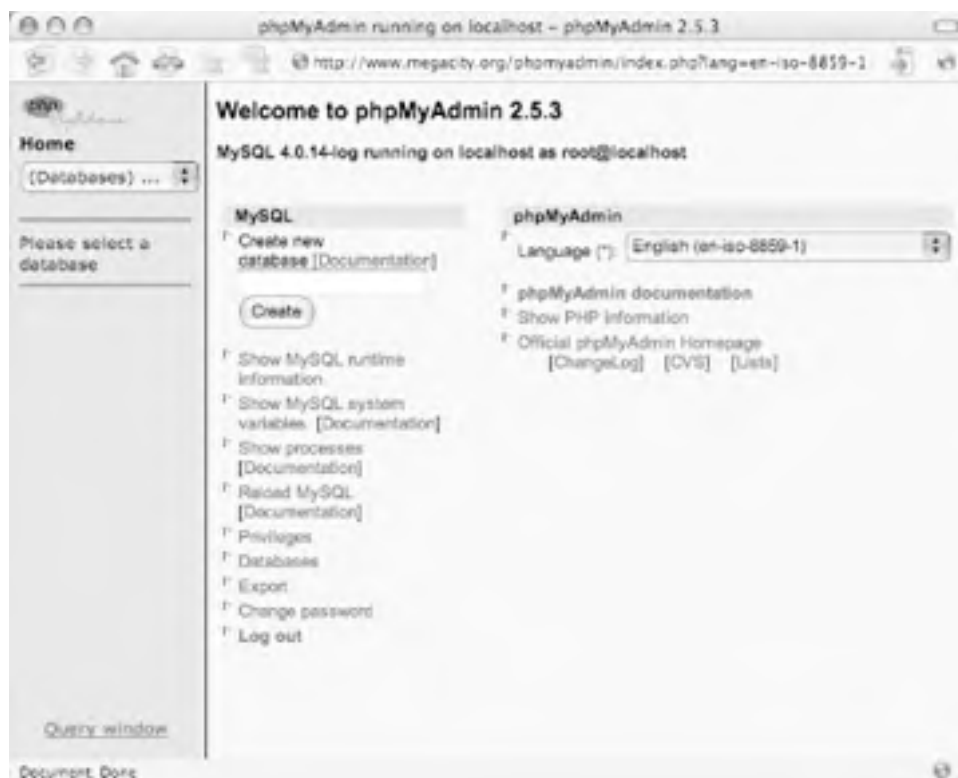 phpMyAdmin running on localhost – phpMyAdmin 2.5.3
http://www.megacity.org/phpmyadmin/index.php?lang=en-iso-8859-1
php
Home
(Databases) ...
Please select a
database
Query window
Welcome to phpMyAdmin 2.5.3
MySQL 4.0.14-log running on localhost as root@localhost
MySQL
Create new
database [Documentation]
Create
Show MySQL runtime
information
Show MySQL system
variables [Documentation]
Show processes
[Documentation]
Reload MySQL
[Documentation]
Privileges
Databases
Export
Change password
Log out
phpMyAdmin
Language (*): English (en-iso-8859-1)
phpMyAdmin documentation
Show PHP information
Official phpMyAdmin Homepage
[ChangeLog] [CVS] [Lists]
Document: Done